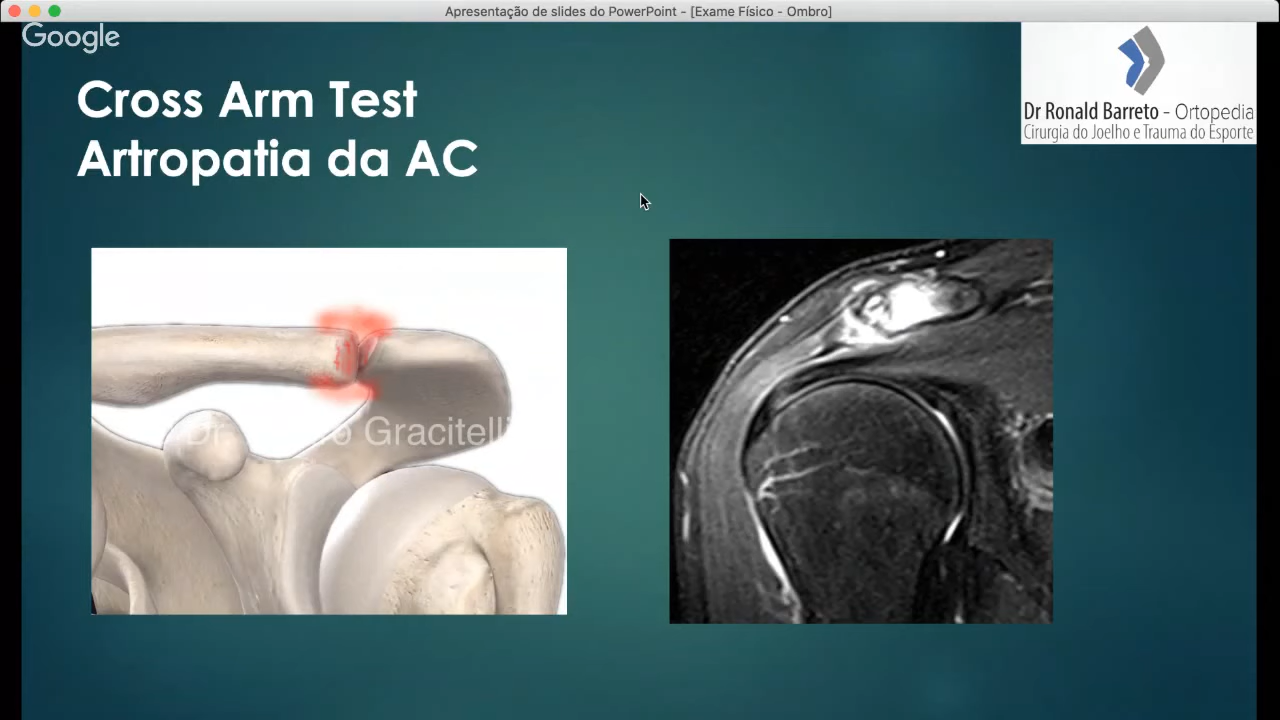 Apresentação de slides do PowerPoint - [Exame Físico - Ombro]
Google
Dr Ronald Barreto - Ortopedia
Cirurgia do Joelho e Trauma do Esporte
Cross Arm Test
Artropatia da AC
Gracitelli